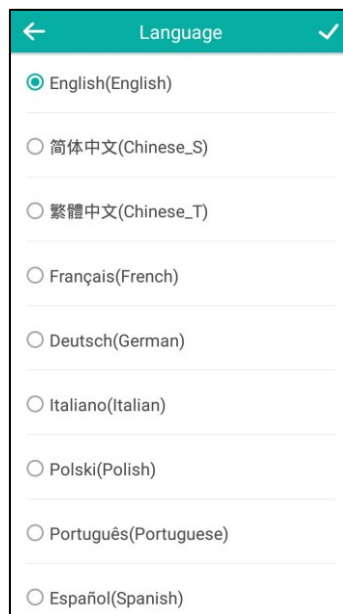 Language
English(English)
简体中文(Chinese_S)
繁體中文(Chinese_T)
Français(French)
Deutsch(German)
Italiano(Italian)
Polski(Polish)
Português(Portuguese)
Español(Spanish)